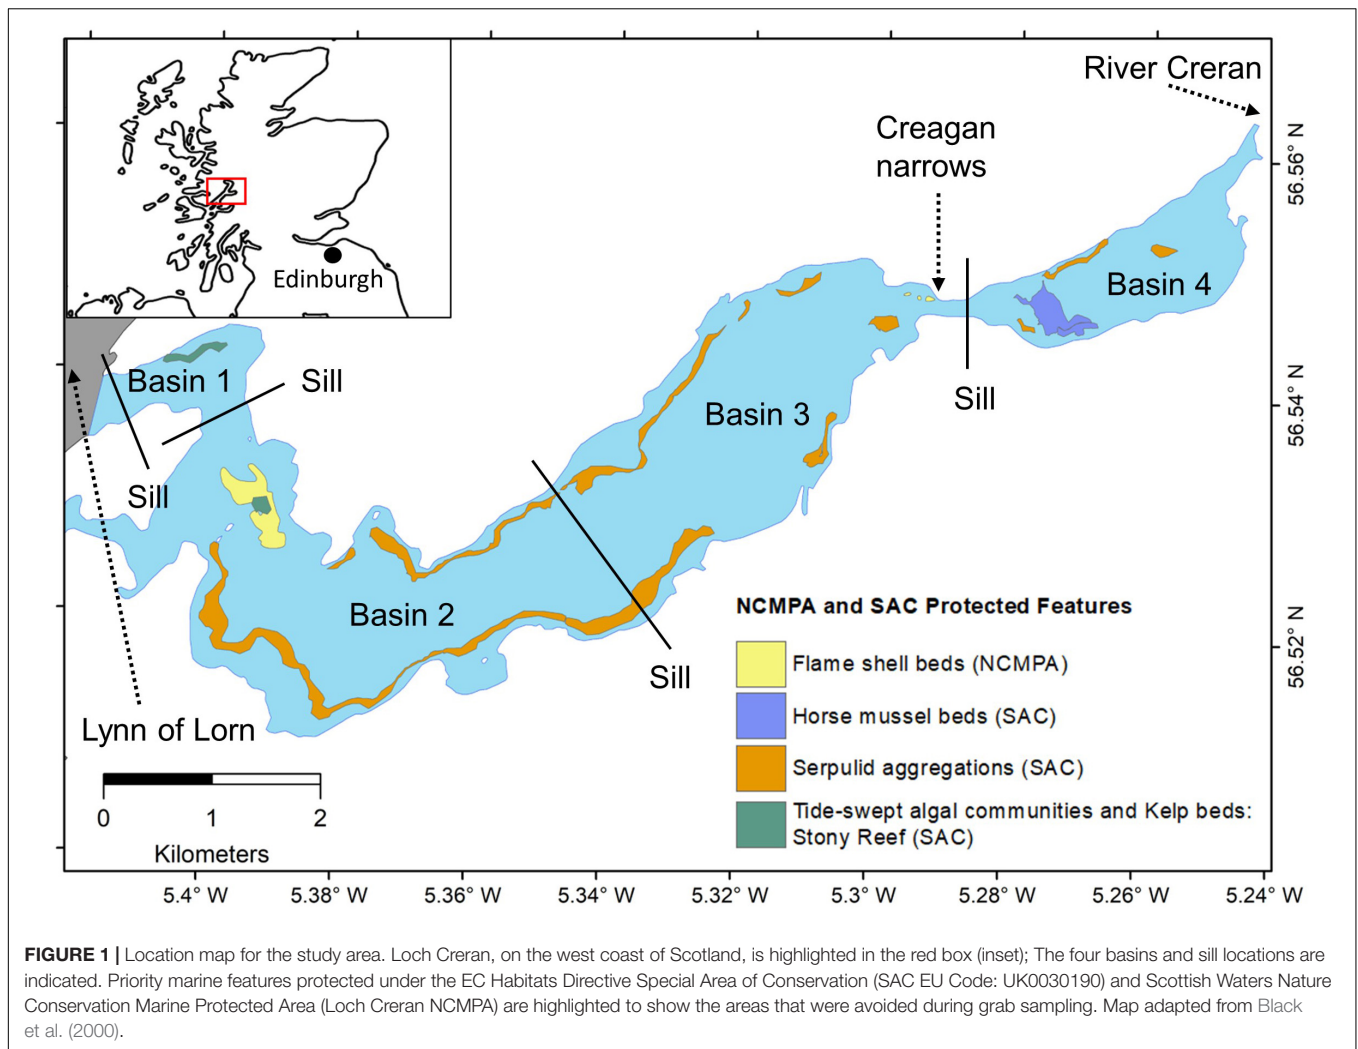 River Creran
Creagan
narrows
56.56° N
Edinburgh
Basin 4
Basin 1
Sill
Sill
Basin 3
56.54° N
Sill
Basin 2
NCMPA and SAC Protected Features
56.52° N
Flame shell beds (NCMPA)
Sill
Horse mussel beds (SAC)
Lynn of Lorn
Serpulid aggregations (SAC)
0 1 2
Tide-swept algal communities and Kelp beds:
Stony Reef (SAC)
Kilometers
5.4° W 5.38° W 5.36° W 5.34° W 5.32° W 5.3° W 5.28° W 5.26° W 5.24° W
FIGURE 1 | Location map for the study area. Loch Creran, on the west coast of Scotland, is highlighted in the red box (inset); The four basins and sill locations are
indicated. Priority marine features protected under the EC Habitats Directive Special Area of Conservation (SAC EU Code: UK0030190) and Scottish Waters Nature
Conservation Marine Protected Area (Loch Creran NCMPA) are highlighted to show the areas that were avoided during grab sampling. Map adapted from Black
et al. (2000).